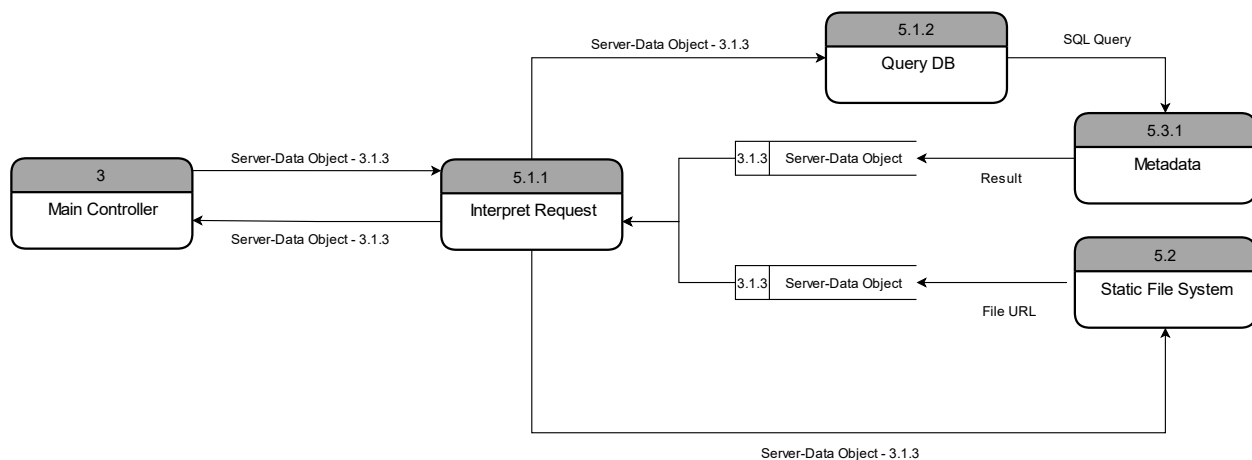 5.1.2
Query DB
Server-Data Object - 3.1.3
SQL Query
5.3.1
Metadata
3.1.3 Server-Data Object
Result
3
Main Controller
Server-Data Object - 3.1.3
Server-Data Object - 3.1.3
5.1.1
Interpret Request
5.2
Static File System
3.1.3 Server-Data Object
File URL
Server-Data Object - 3.1.3